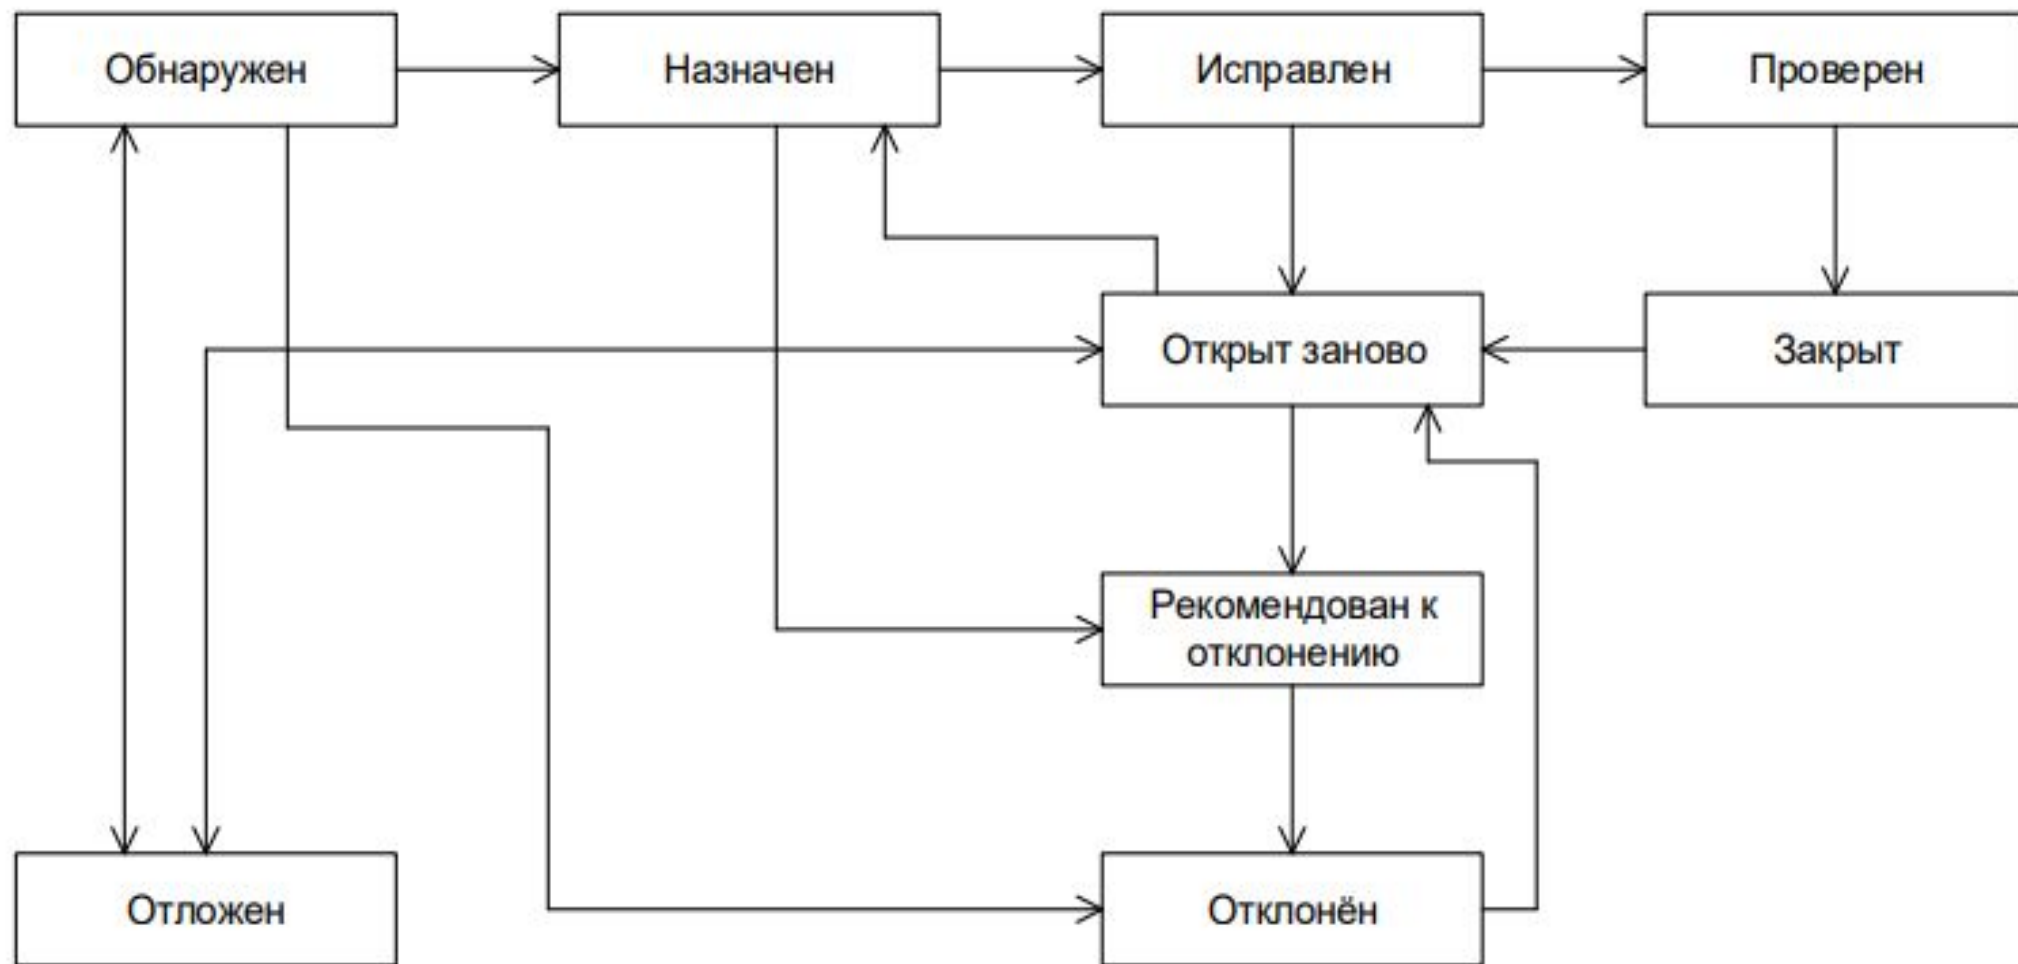 Обнаружен
Назначен
Исправлен
Проверен
Открыт заново
Закрыт
Рекомендован к
отклонению
Отложен
Отклонён